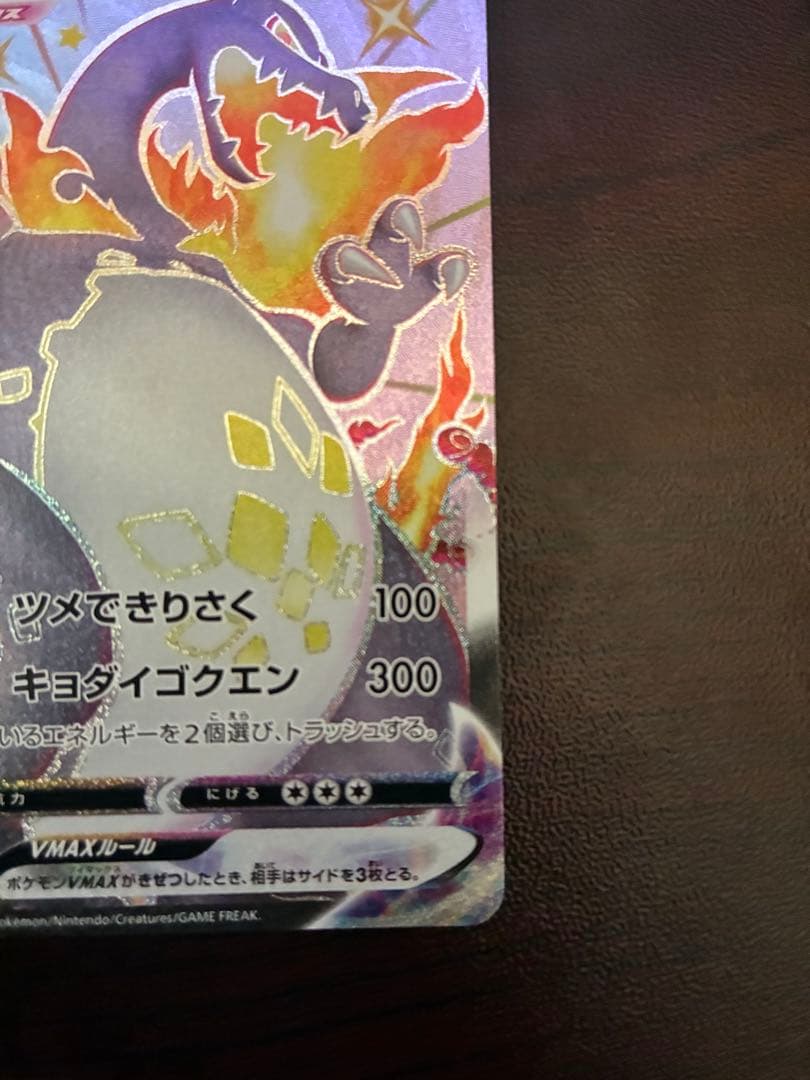 ツメできりさく 100
キョダイゴクエン 300
いるエネルギーを2個選び、トラッシュする。
にげる
VMAXルール
ポケモンVMAXがきぜつしたとき、相手はサイドを3枚とる。
okémon/Nintendo/Creatures/GAME FREAK.